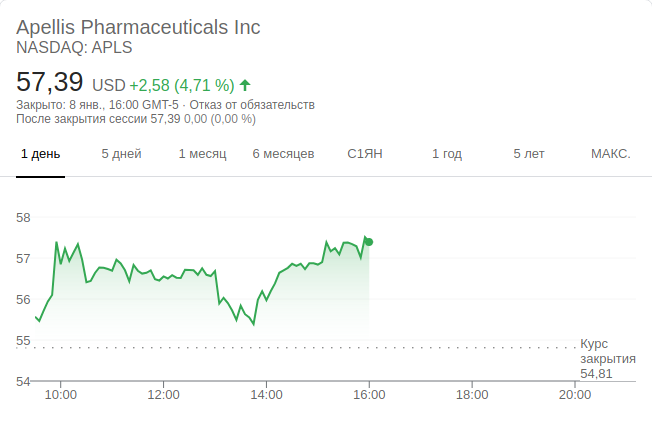 Apellis Pharmaceuticals Inc
NASDAQ: APLS
57,39 USD +2,58 (4,71 %)
Закрыто: 8 янв., 16:00 GMT-5 · Отказ от обязательств
После закрытия сессии 57,39 0,00 (0,00 %)
1 день 5 дней 1 месяц 6 месяцев С1ЯН 1 год 5 лет МАКС.
58
57
56
55
Курс
закрытия
54,81
54
10:00 12:00 14:00 16:00 18:00 20:00